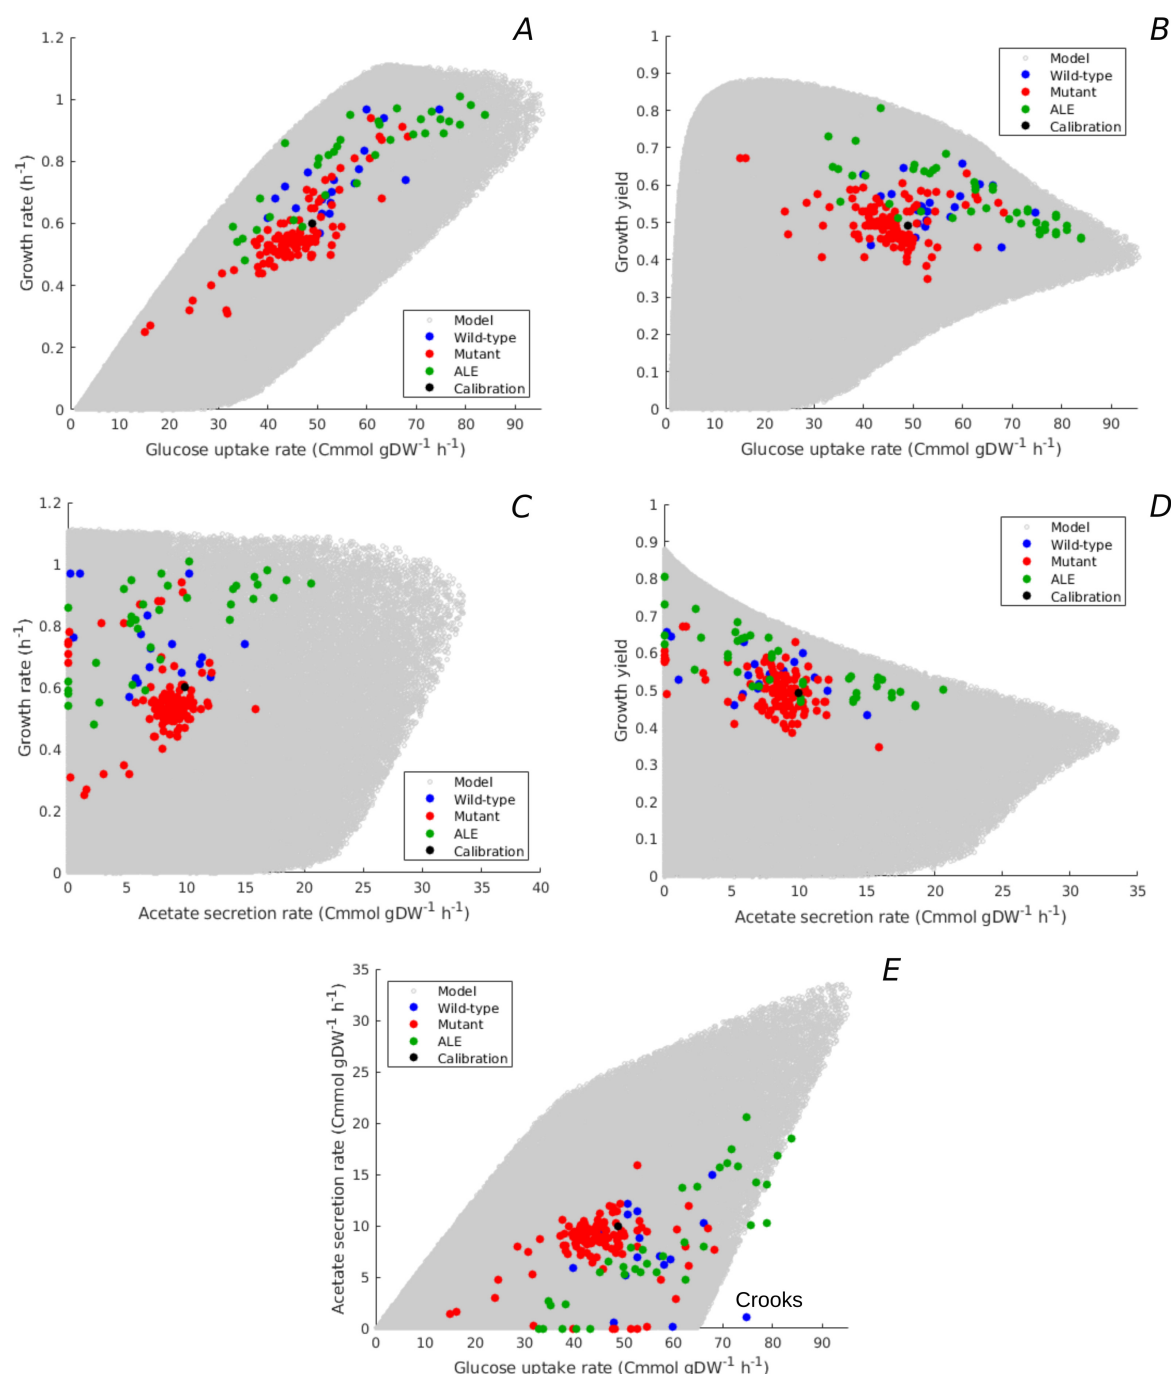 A
1.2
1
0.8
0.6
0.4
0.2
0
Growth rate (h-1)
Model
Wild-type
Mutant
ALE
Calibration
10 20 30 40 50 60 70 80 90
Glucose uptake rate (Cmmol gDW-1 h-1)
B
1
0.9
0.8
0.7
0.6
0.5
0.4
0.3
0.2
0.1
0
Growth yield
Model
Wild-type
Mutant
ALE
Calibration
10 20 30 40 50 60 70 80 90
Glucose uptake rate (Cmmol gDW-1 h-1)
C
1.2
1
0.8
0.6
0.4
0.2
0
Growth rate (h-1)
Model
Wild-type
Mutant
ALE
Calibration
0 5 10 15 20 25 30 35 40
Acetate secretion rate (Cmmol gDW-1 h-1)
D
1
0.9
0.8
0.7
0.6
0.5
0.4
0.3
0.2
0.1
0
Growth yield
Model
Wild-type
Mutant
ALE
Calibration
0 5 10 15 20 25 30 35
Acetate secretion rate (Cmmol gDW-1 h-1)
E
35
30
25
20
15
10
5
0
Acetate secretion rate (Cmmol gDW-1 h-1)
Model
Wild-type
Mutant
ALE
Calibration
Crooks
0 10 20 30 40 50 60 70 80 90
Glucose uptake rate (Cmmol gDW-1 h-1)